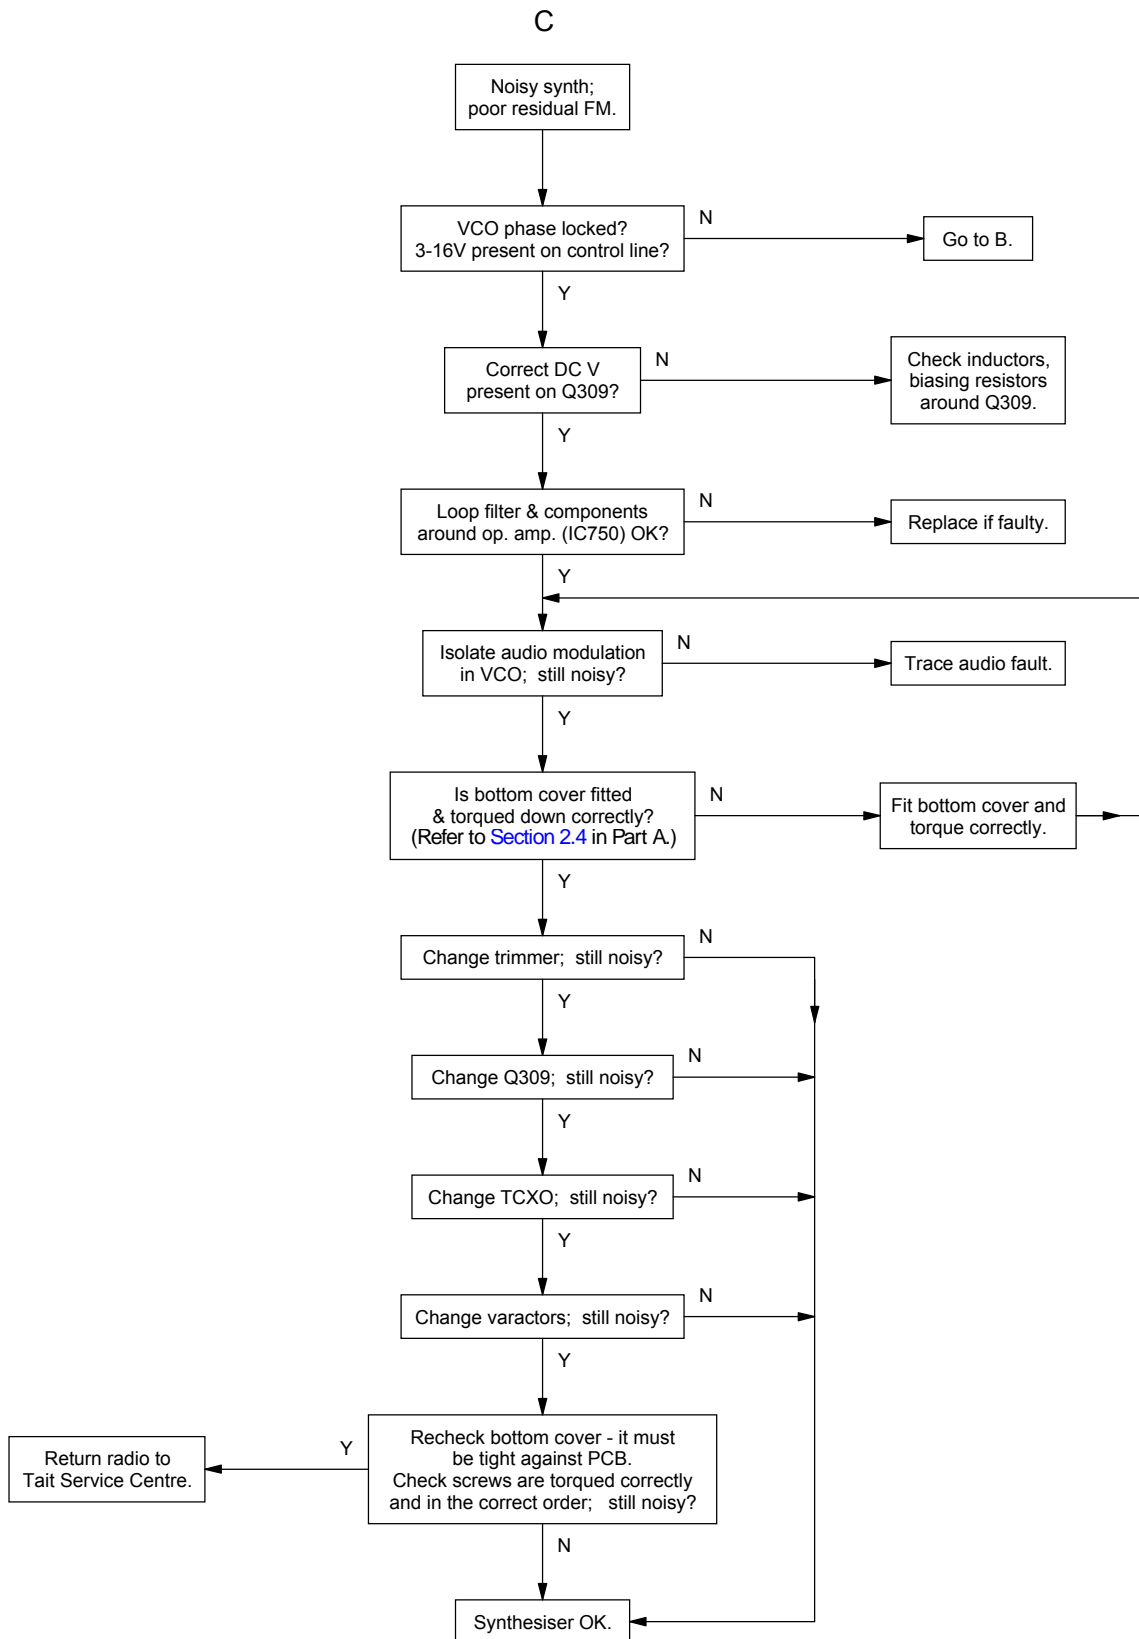 C
Noisy synth;
poor residual FM.
VCO phase locked?
3-16V present on control line?
N
Go to B.
Y
Correct DC V
present on Q309?
N
Check inductors,
biasing resistors
around Q309.
Y
Loop filter & components
around op. amp. (IC750) OK?
N
Replace if faulty.
Y
Isolate audio modulation
in VCO; still noisy?
N
Trace audio fault.
Y
Is bottom cover fitted
& torqued down correctly?
(Refer to Section 2.4 in Part A.)
N
Fit bottom cover and
torque correctly.
Y
Change trimmer; still noisy?
N
Y
Change Q309; still noisy?
N
Y
Change TCXO; still noisy?
N
Y
Change varactors; still noisy?
N
Y
Recheck bottom cover - it must
be tight against PCB.
Check screws are torqued correctly
and in the correct order; still noisy?
Y
Return radio to
Tait Service Centre.
N
Synthesiser OK.